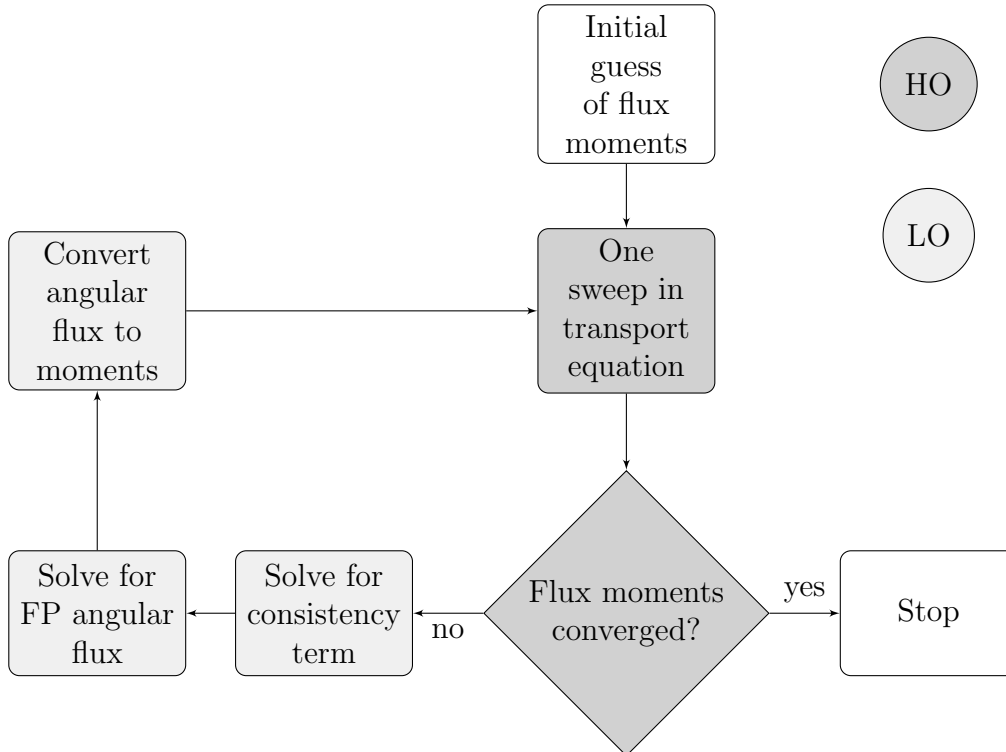 Initial
guess
of flux
moments
HO
LO
Convert
angular
flux to
moments
One
sweep in
transport
equation
Solve for
FP angular
flux
Solve for
consistency
term
no
Flux moments
converged?
yes
Stop